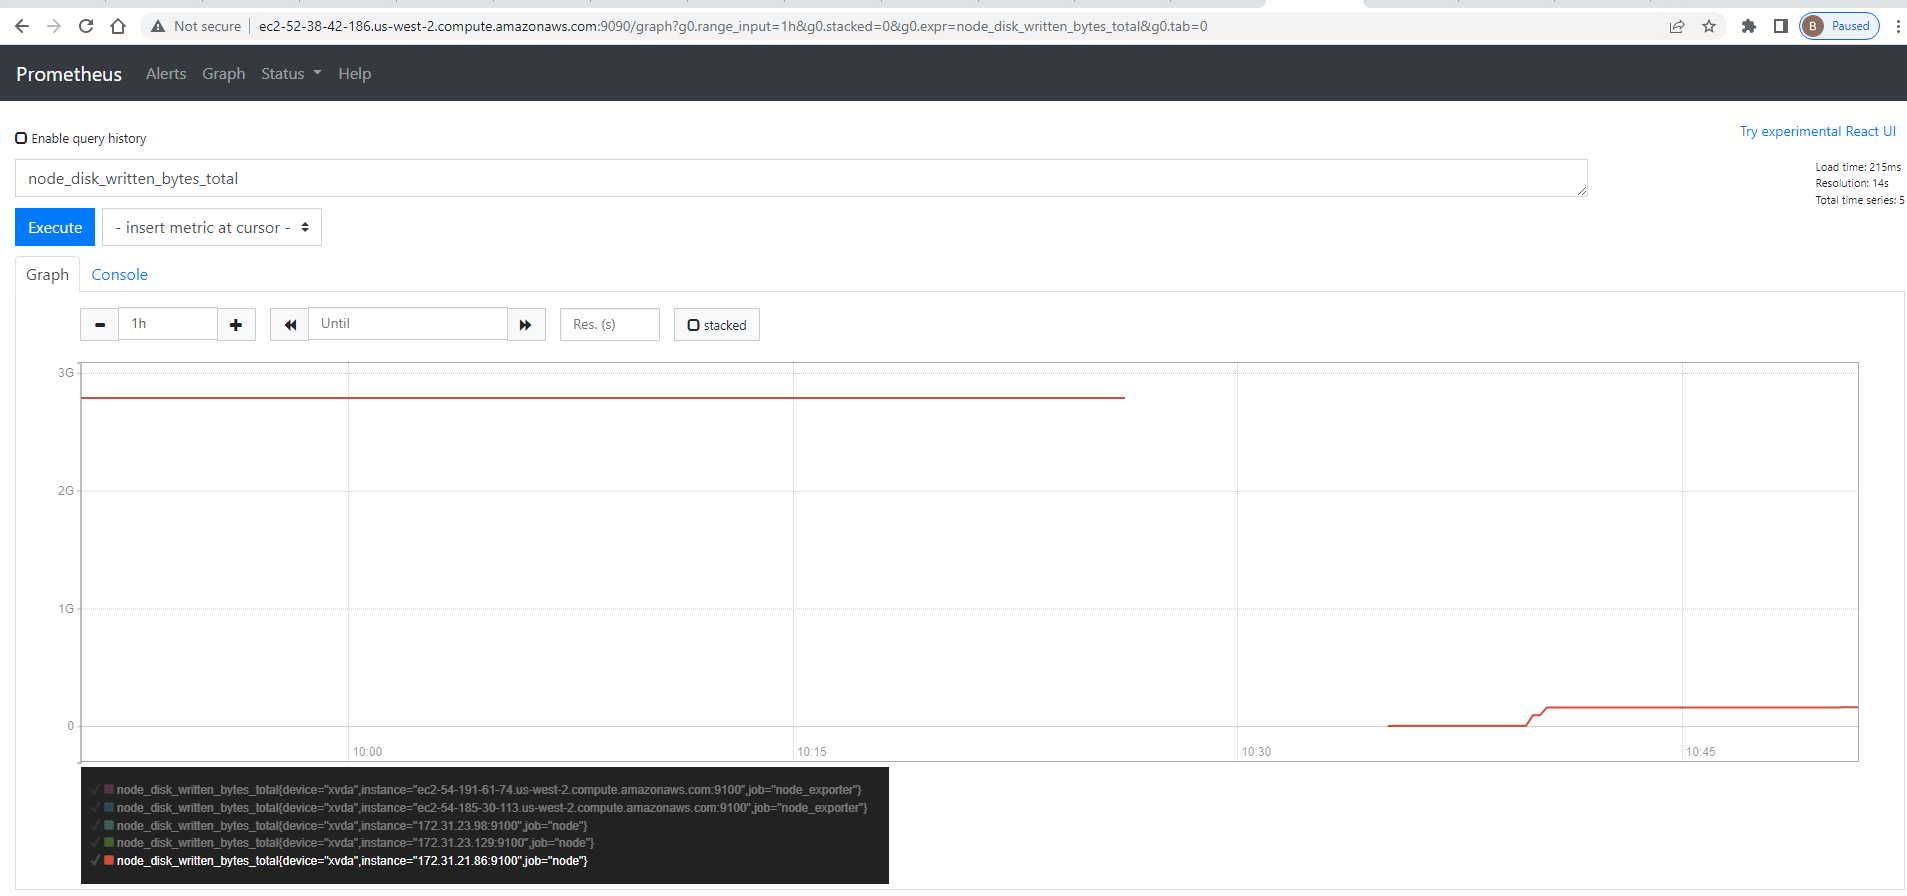 Not secure ec2-52-38-42-186.us-west-2.compute.amazonaws.com:9090/graph?g0.range_input=1h&g0.stacked=0&g0.expr=node_disk_written_bytes_total&g0.tab=0 B Paused
Prometheus Alerts Graph Status Help
Enable query history
Try experimental React UI
node_disk_written_bytes_total
Load time: 215ms
Resolution: 14s
Total time series: 5
Execute - insert metric at cursor -
Graph Console
1h Until Res. (s) stacked
3G
2G
1G
0
10:00 10:15 10:30 10:45
node_disk_written_bytes_total{device="xvda",instance="ec2-54-191-61-74.us-west-2.compute.amazonaws.com:9100",job="node_exporter"}
node_disk_written_bytes_total{device="xvda",instance="ec2-54-185-30-113.us-west-2.compute.amazonaws.com:9100",job="node_exporter"}
node_disk_written_bytes_total{device="xvda",instance="172.31.23.98:9100",job="node"}
node_disk_written_bytes_total{device="xvda",instance="172.31.23.129:9100",job="node"}
node_disk_written_bytes_total{device="xvda",instance="172.31.21.86:9100",job="node"}